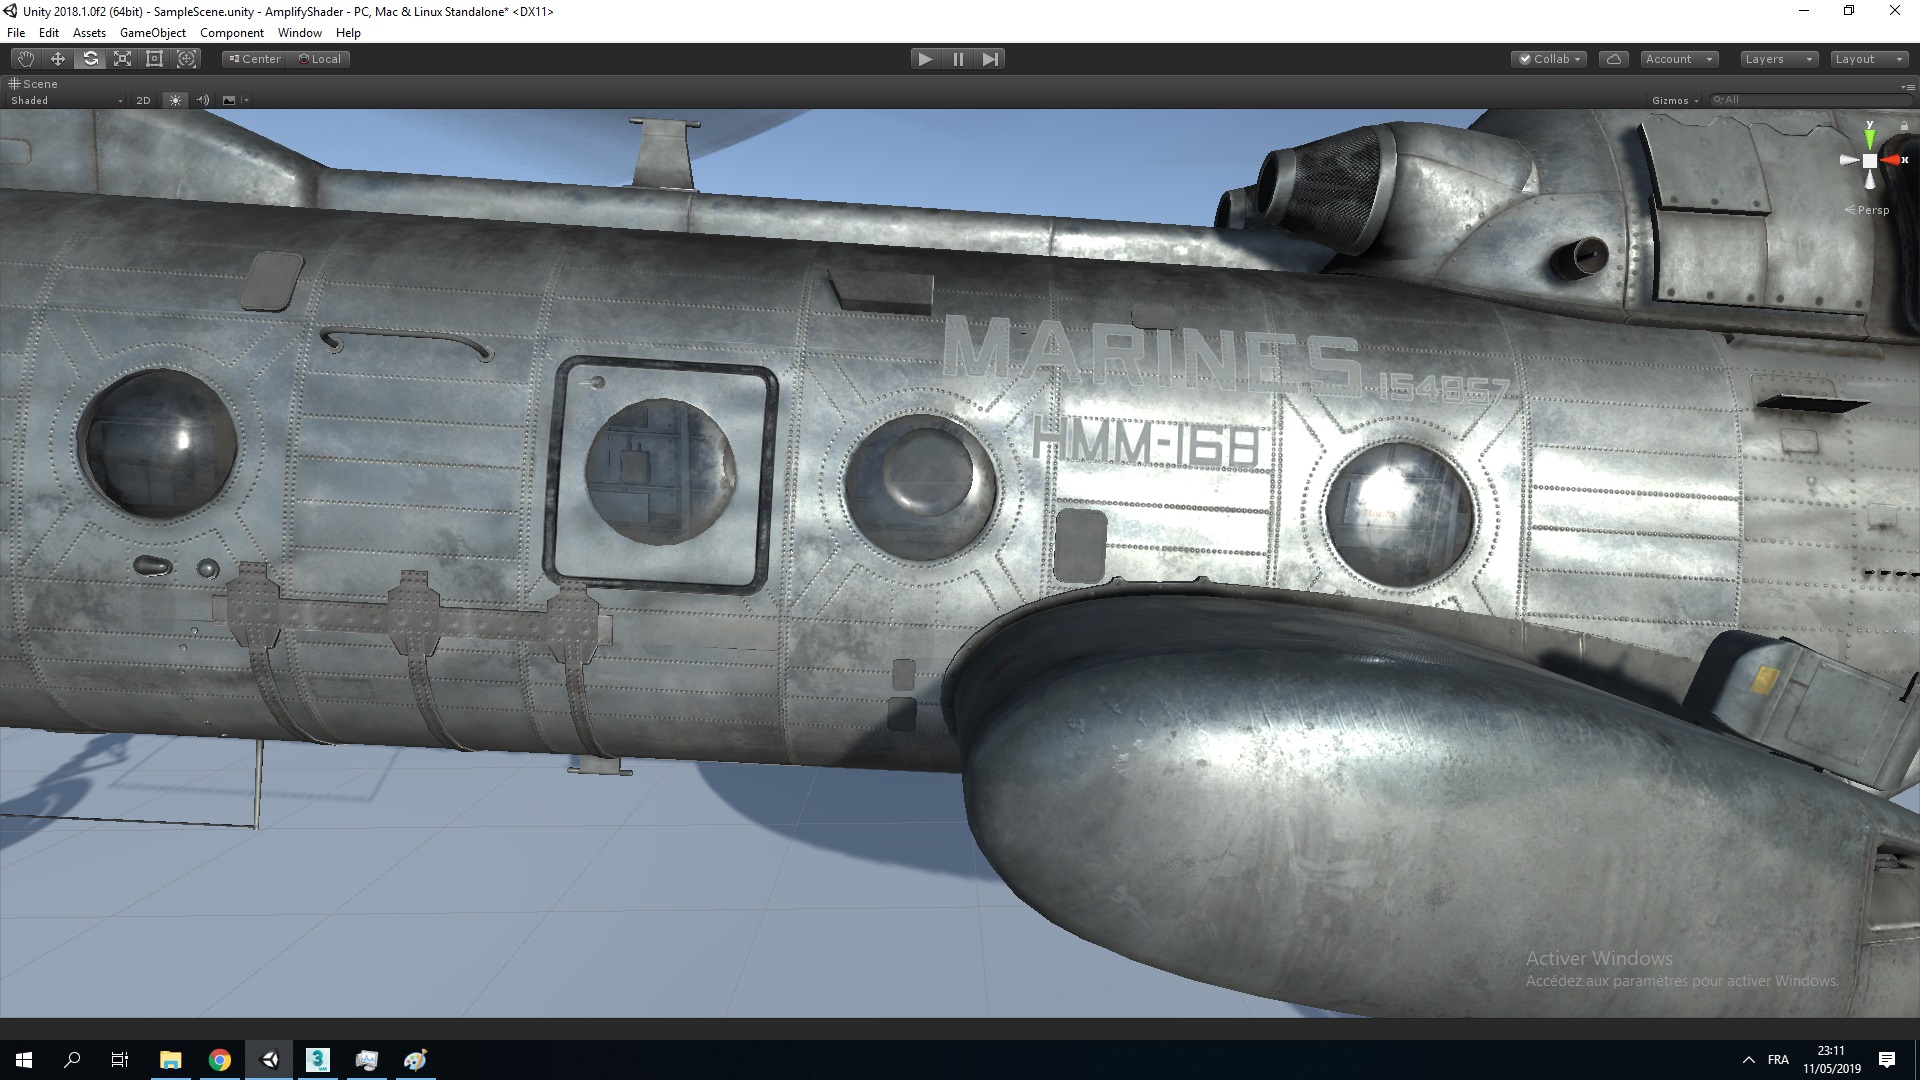 Unity 2018.1.0f2 (64bit) - SampleScene.unity - AmplifyShader - PC, Mac & Linux Standalone* <DX11>
File Edit Assets GameObject Component Window Help
Center Local Collab Account Layers Layout
Scene
Shaded 2D Gizmos All
y
x
Persp
MARINES 154857
HMM-168
Activer Windows
Accédez aux paramètres pour activer Windows.
3
FRA
23:11
11/05/2019